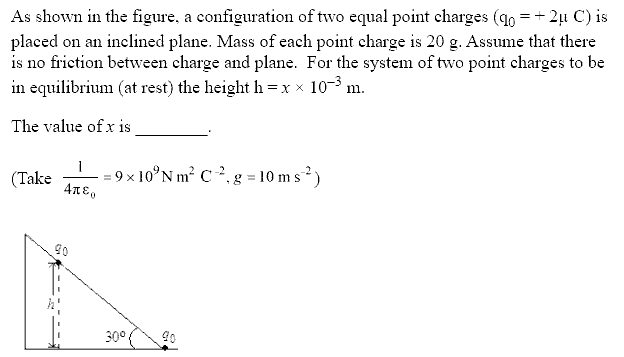 As shown in the figure, a configuration of two equal point charges (q₀ = + 2μ C) is
placed on an inclined plane. Mass of each point charge is 20 g. Assume that there
is no friction between charge and plane. For the system of two point charges to be
in equilibrium (at rest) the height h = x × 10⁻³ m.
The value of x is ________.
(Take 1/4πε₀ = 9 × 10⁹ N m² C⁻², g = 10 m s⁻²)
q₀
h
30° q₀